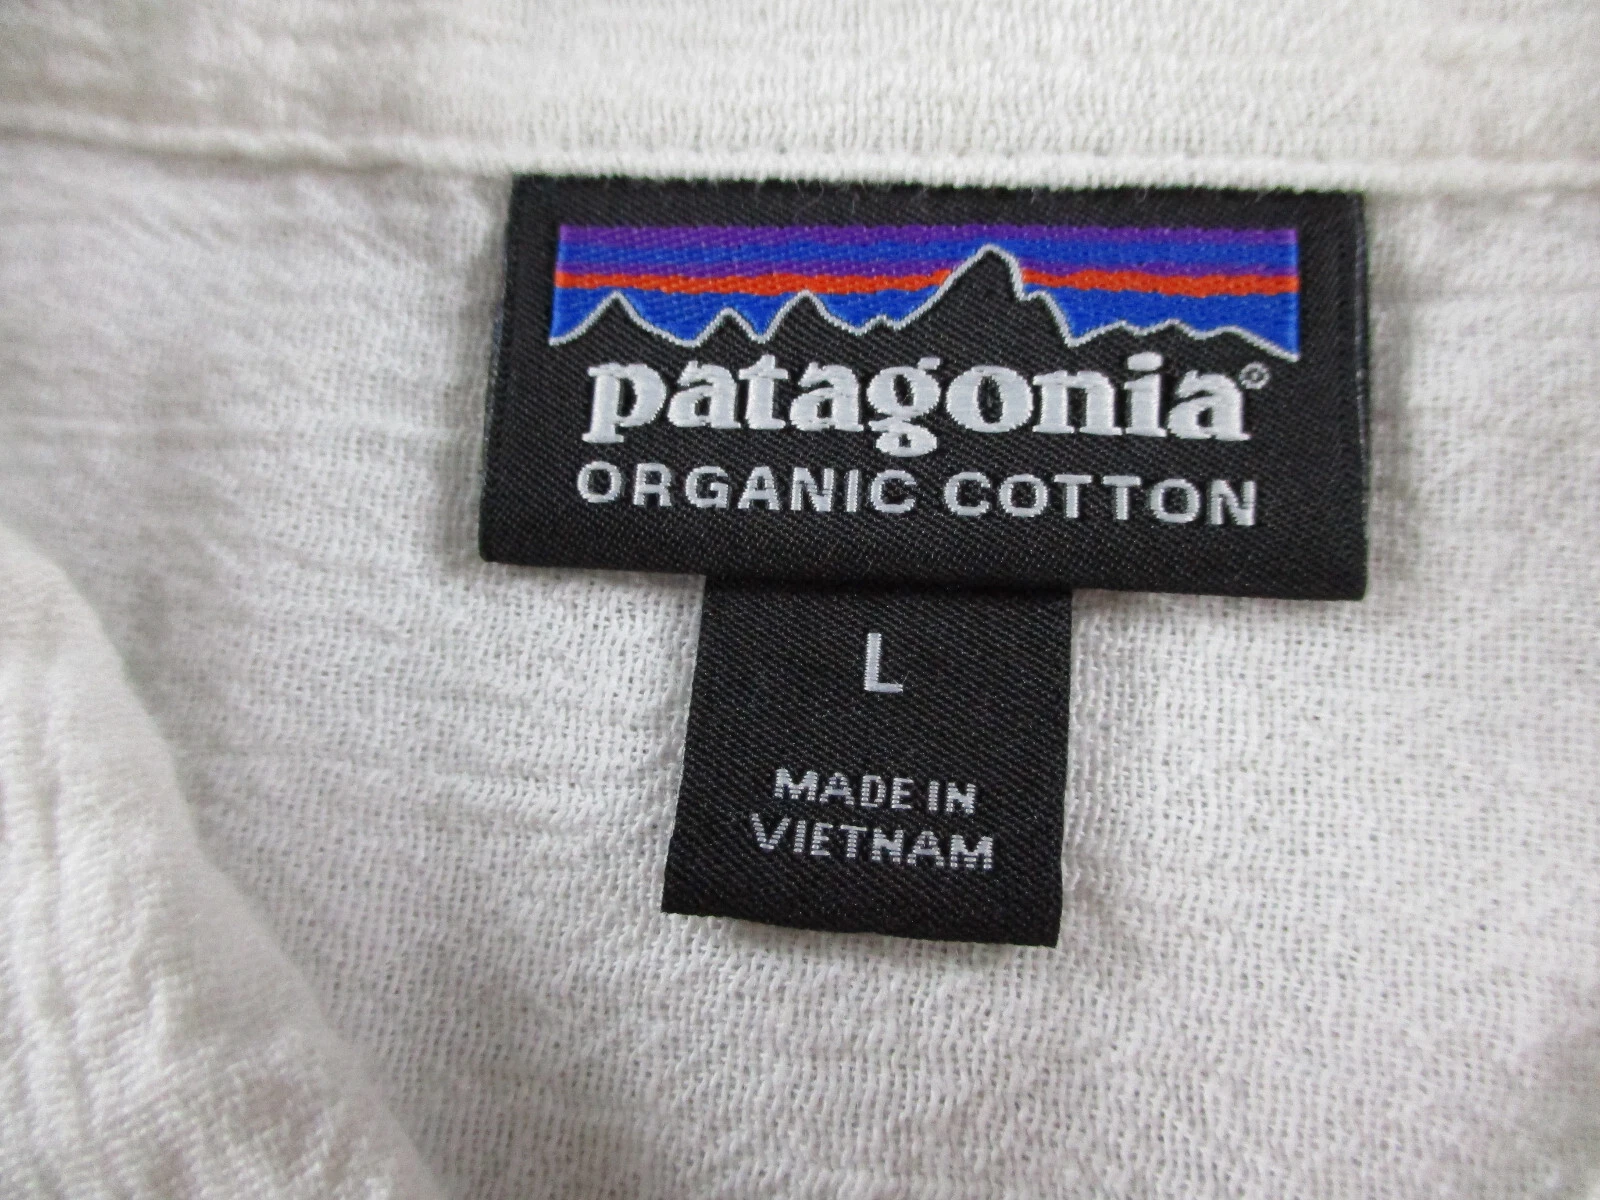 patagonia®
ORGANIC COTTON
L
MADE IN
VIETNAM